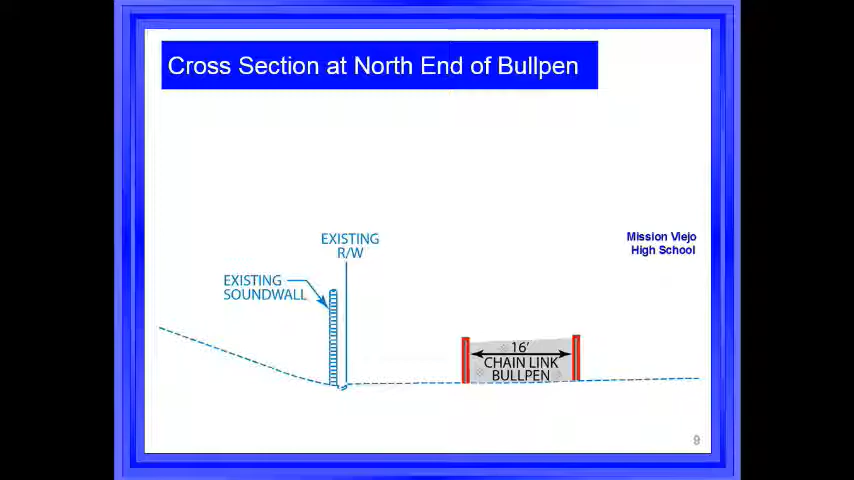 Cross Section at North End of Bullpen
EXISTING
R/W
Mission Viejo
High School
EXISTING
SOUNDWALL
16'
CHAIN LINK
BULLPEN
9